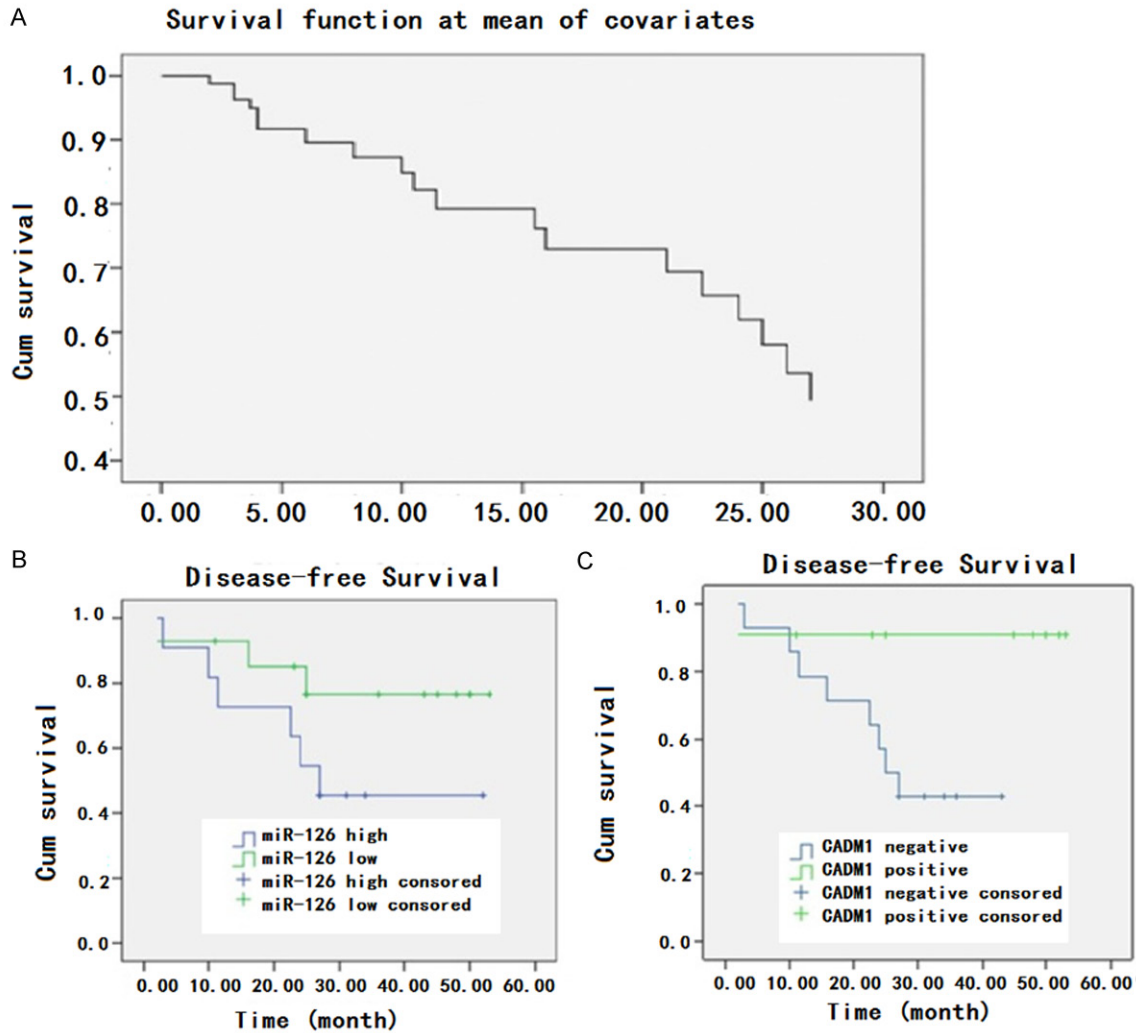 A
Survival function at mean of covariates
1.0
0.9
0.8
0.7
0.6
0.5
0.4
Cum survival
0.00 5.00 10.00 15.00 20.00 25.00 30.00
B
Disease-free Survival
1.0
0.8
0.6
0.4
0.2
0.0
Cum survival
miR-126 high
miR-126 low
miR-126 high consored
miR-126 low consored
0.00 10.00 20.00 30.00 40.00 50.00 60.00
Time (month)
C
Disease-free Survival
1.0
0.8
0.6
0.4
0.2
0.0
Cum survival
CADM1 negative
CADM1 positive
CADM1 negative consored
CADM1 positive consored
0.00 10.00 20.00 30.00 40.00 50.00 60.00
Time (month)